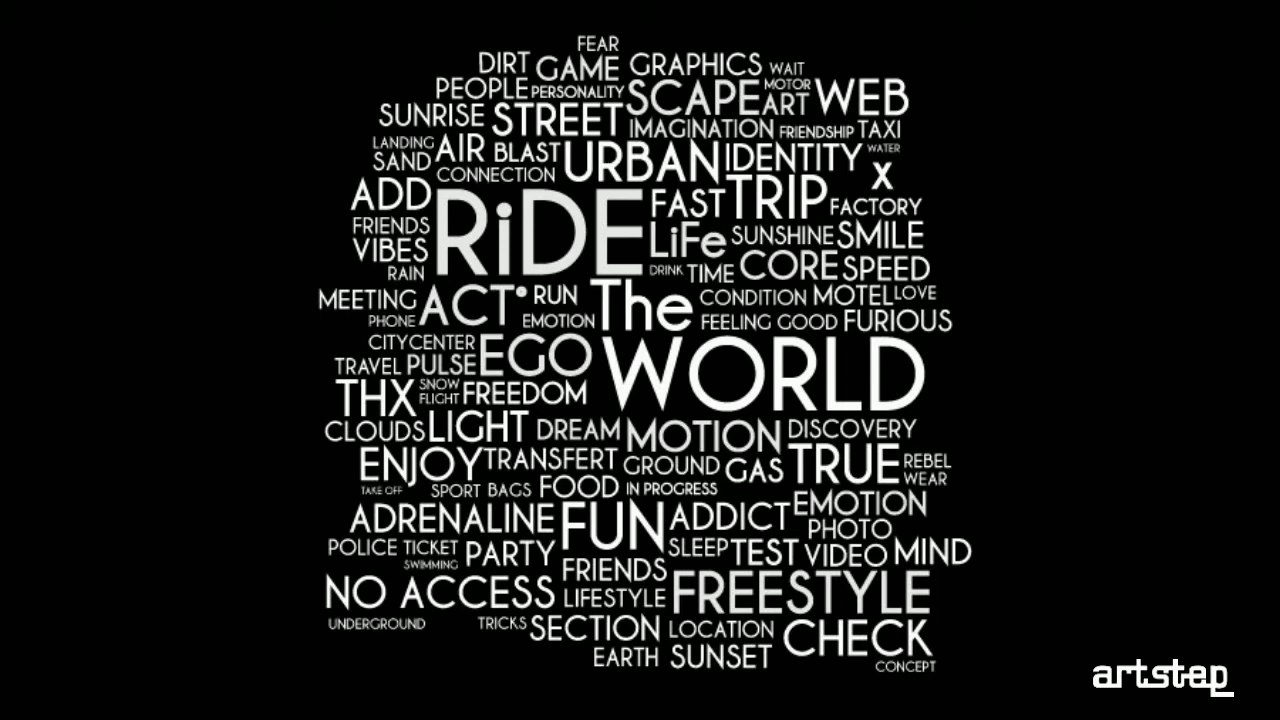 FEAR
DIRT GAME GRAPHICS WAIT
PEOPLE PERSONALITY SCAPE MOTOR ART WEB
SUNRISE STREET IMAGINATION FRIENDSHIP TAXI
LANDING AIR BLAST URBAN IDENTITY WATER
SAND CONNECTION X
ADD RiDE FAST TRIP FACTORY
FRIENDS LiFe SUNSHINE SMILE
VIBES
RAIN DRINK TIME CORE SPEED
MEETING ACT• RUN The CONDITION MOTEL LOVE
PHONE EMOTION FEELING GOOD FURIOUS
CITYCENTER EGO WORLD
TRAVEL PULSE
THX SNOW FREEDOM
FLIGHT
CLOUDS LIGHT DREAM MOTION DISCOVERY
ENJOY TRANSFERT GROUND GAS TRUE REBEL
WEAR
TAKE OFF SPORT BAGS FOOD IN PROGRESS
ADRENALINE FUN ADDICT EMOTION
PHOTO
POLICE TICKET PARTY SLEEP TEST VIDEO MIND
SWIMMING FRIENDS
NO ACCESS LIFESTYLE FREESTYLE
UNDERGROUND TRICKS SECTION LOCATION CHECK
EARTH SUNSET CONCEPT
artstep